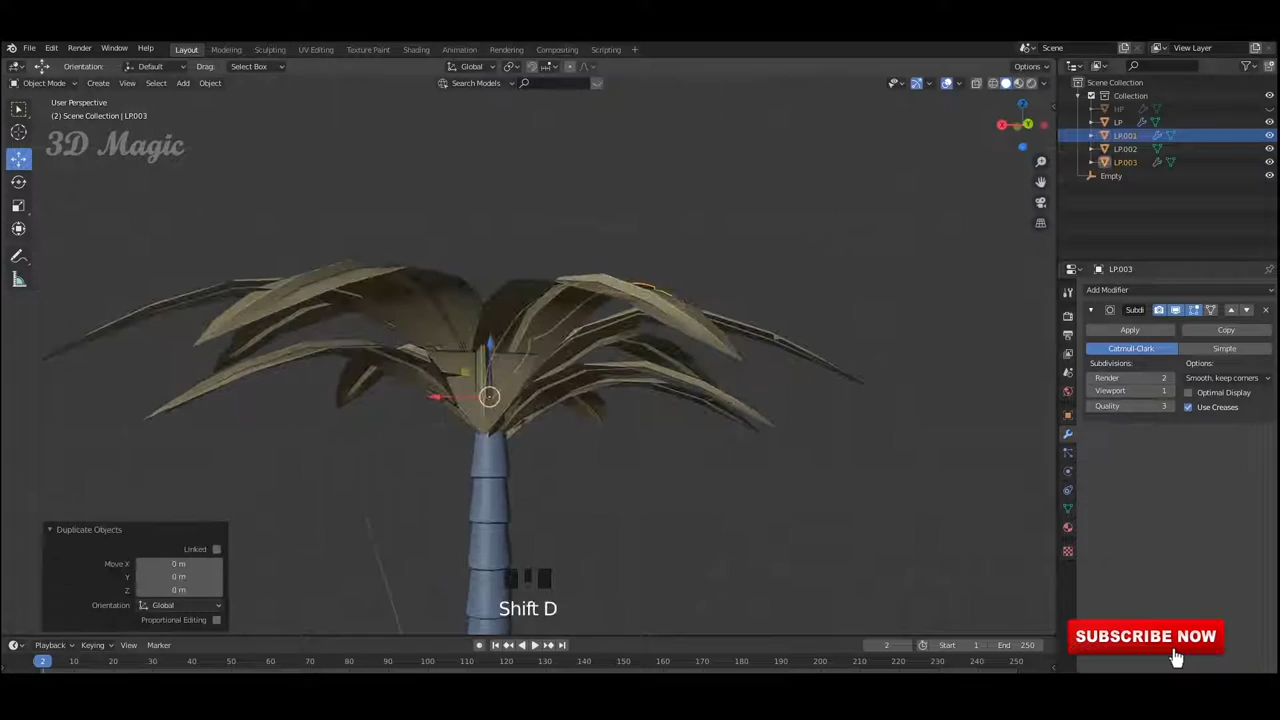 File Edit Render Window Help Layout Modeling Sculpting UV Editing Texture Paint Shading Animation Rendering Compositing Scripting + Scene View Layer
Orientation: Default Drag: Select Box Global Options
Object Mode Create View Select Add Object Search Models
User Perspective
(2) Scene Collection | LP.003
3D Magic
X Y Z
Scene Collection
Collection
HP
LP
LP.001
LP.002
LP.003
Empty
LP.003
Add Modifier
Subdi
Apply Copy
Catmull-Clark Simple
Subdivisions: Options:
Render 2 Smooth, keep corners
Viewport 1 Optimal Display
Quality 3 Use Creases
Duplicate Objects
Linked
Move X 0 m
Y 0 m
Z 0 m
Orientation Global
Proportional Editing
Shift D
SUBSCRIBE NOW
Playback Keying View Marker 2 Start 1 End 250
2 10 20 30 40 50 60 70 80 90 100 110 120 130 140 150 160 170 180 190 200 210 220 230 240 250